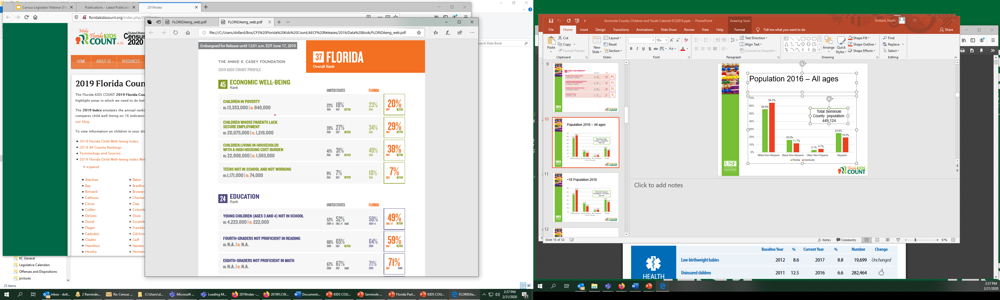 Census Legislator Webinar [Flo
Publications - Latest Publicatio
2019Index
floridakidscount.org/index.php/2019index
Make
Florida KIDS
COUNT
in the
United State
Census
2020
HOME
ABOUT US
RESOURCES
2019 Florida Coun
The Florida KIDS COUNT 2019 Florida Cou
highlight areas in which we need to do bet
The 2019 Index emulates the annual ranki
compares child well-being on 16 indicators
our blog.
To view information on children in your dis
2019 Florida Child Well-being Index
2019 All County Rankings
Terminology and Sources
2019 Florida Child Well-being Index Wel
espanol
Alachua
Baker
Bay
Bradfor
Brevard
Broward
Calhoun
Charlot
Citrus
Clay
Collier
Columb
DeSoto
Dixie
Duval
Escamb
Flager
Franklin
Gadsden
Gilchris
Glades
Gulf
Hamilton
Hardee
Hendry
Hernan
KC General
Legislative Calendars
Offenses and Dispositions
pictures
23 items
earch Data Book
FLORIDAeng_web.pdf
FLORIDAeng_web.pdf
file:///C:/Users/dollard/Box/CFS%20Florida%20Kids%20Count/AECF%20Releases/2019/Data%20Book/FLORIDAeng_web.pdf
Embargoed for Release until 12:01 a.m. EDT June 17, 2019
THE ANNIE E. CASEY FOUNDATION
2019 KIDS COUNT PROFILE
37 FLORIDA
Overall Rank
45 ECONOMIC WELL-BEING
Rank
UNITED STATES FLORIDA
CHILDREN IN POVERTY
US: 13,353,000 | FL: 840,000
22% 18% 23% 20%
2010 2017 BETTER 2010 2017 BETTER
CHILDREN WHOSE PARENTS LACK
SECURE EMPLOYMENT
US: 20,075,000 | FL: 1,219,000
33% 27% 34% 29%
2010 2017 BETTER 2010 2017 BETTER
CHILDREN LIVING IN HOUSEHOLDS
WITH A HIGH HOUSING COST BURDEN
US: 22,908,000 | FL: 1,593,000
41% 31% 49% 38%
2010 2017 BETTER 2010 2017 BETTER
TEENS NOT IN SCHOOL AND NOT WORKING
US: 1,171,000 | FL: 74,000
9% 7% 10% 7%
2010 2017 BETTER 2010 2017 BETTER
24 EDUCATION
Rank
UNITED STATES FLORIDA
YOUNG CHILDREN (AGES 3 AND 4) NOT IN SCHOOL
US: 4,223,000 | FL: 222,000
52% 52% 50% 49%
2009-11 2015-17 SAME 2009-11 2015-17 BETTER
FOURTH-GRADERS NOT PROFICIENT IN READING
US: N.A. | FL: N.A.
68% 65% 64% 59%
2009 2017 BETTER 2009 2017 BETTER
EIGHTH-GRADERS NOT PROFICIENT IN MATH
US: N.A. | FL: N.A.
67% 67% 71% 71%
2009 2017 SAME 2009 2017 SAME
Inbox - doll...
2 Reminde...
Re: Census ...
C:\Users\d...
Microsoft ...
Loading M...
2019Index -...
2019FLCW...
Document...
KIDS COU...
Seminole ...
Florida Part...
KIDS COU...
FLORIDAe...
2:37 PM
2/21/2020
21
Seminole County Children and Youth Cabinet 9122018.pptx - PowerPoint
Drawing Tools
Dollard, Norin
File Home Insert Design Transitions Animations Slide Show Review View Help Format Tell me what you want to do
Share
Paste
Cut
Copy
Format Painter
Clipboard
New
Slide
Layout
Reset
Section
Slides
18+
B I U S abc AV Aa A
Font
Text Direction
Align Text
Convert to SmartArt
Paragraph
Arrange
Quick
Styles
Shape Fill
Shape Outline
Shape Effects
Drawing
Find
Replace
Select
Editing
9
FAMILY AND COMMUNITY
USF
COUNT
10
Population 2016 – All ages
Total Seminole
County population:
449,124
COUNT
11
<18 Population 2016
COUNT
12
Population 2016 – All ages
70%
60%
50%
40%
30%
20%
10%
0%
55.8%
64.3%
16.2%
11.7%
3.1%
4.7%
24.9%
19.4%
Total Seminole
County population:
449,124
White Non-Hispanic Black Non-Hispanic Other Non-Hispanic Hispanic
Florida Seminole
USF
Florida KIDS
COUNT
Click to add notes
Slide 10 of 32
Notes
Comments
57%
HEALTH
Baseline Year % Current Year % Number Change
Low-birthweight babies 2012 8.6 2017 8.8 19,699 Unchanged
Uninsured children 2011 12.5 2016 6.6 282,464
2:37 PM
2/21/2020